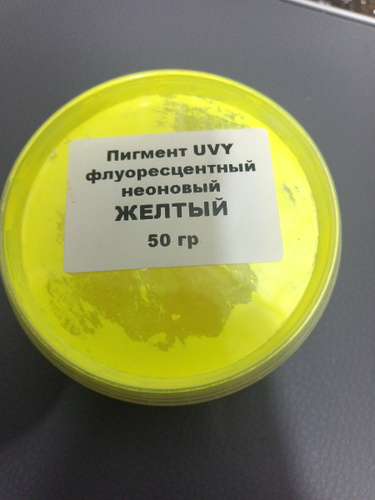 Пигмент UVY
флуоресцентный
неоновый
ЖЕЛТЫЙ
50 гр